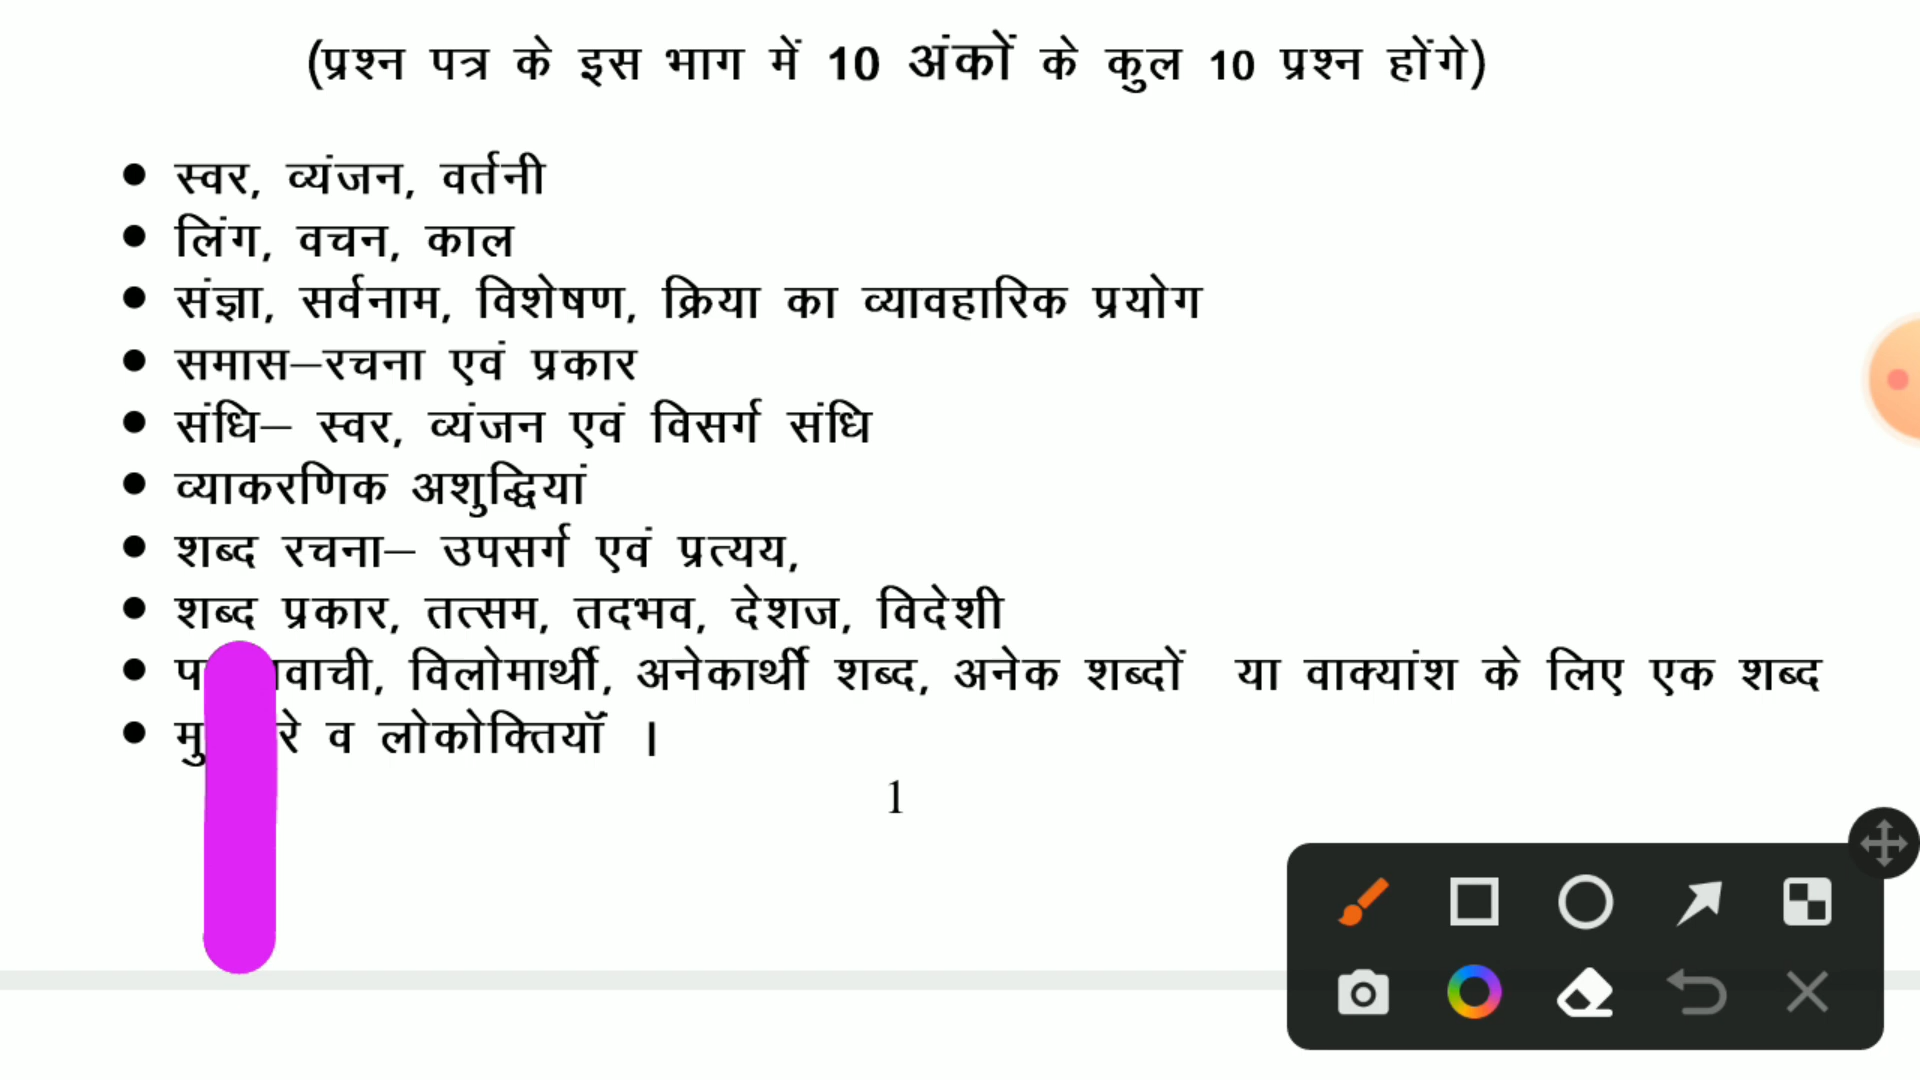 (प्रश्न पत्र के इस भाग में 10 अंकों के कुल 10 प्रश्न होंगे)
• स्वर, व्यंजन, वर्तनी
• लिंग, वचन, काल
• संज्ञा, सर्वनाम, विशेषण, क्रिया का व्यावहारिक प्रयोग
• समास–रचना एवं प्रकार
• संधि– स्वर, व्यंजन एवं विसर्ग संधि
• व्याकरणिक अशुद्धियां
• शब्द रचना– उपसर्ग एवं प्रत्यय,
• शब्द प्रकार, तत्सम, तदभव, देशज, विदेशी
• विलोमार्थी, अनेकार्थी शब्द, अनेक शब्दों या वाक्यांश के लिए एक शब्द
• व लोकोक्तियॉ ।
1